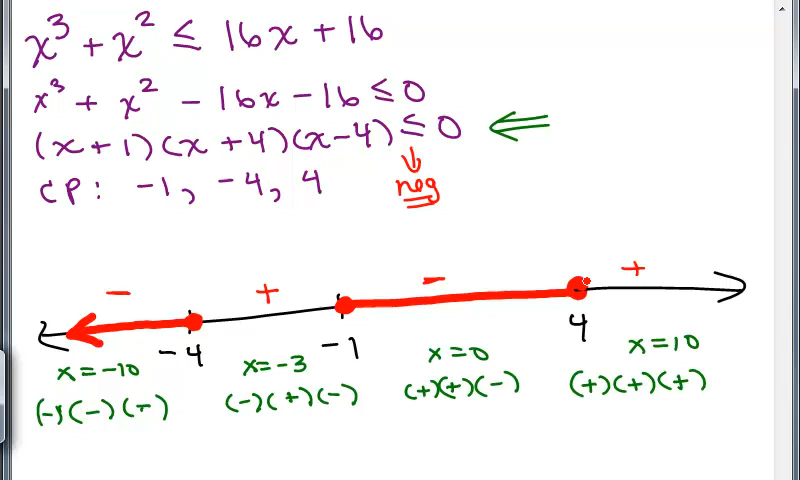 x³ + x² ≤ 16x + 16
x³ + x² - 16x - 16 ≤ 0
(x + 1)(x + 4)(x - 4) ≤ 0 ⇐
CP: -1, -4, 4
↓
neg
- + - +
-4 -1 4
x = -10 x = -3 x = 0 x = 10
(-)(-)(-) (-)(+)(-) (+)(+)(-) (+)(+)(+)